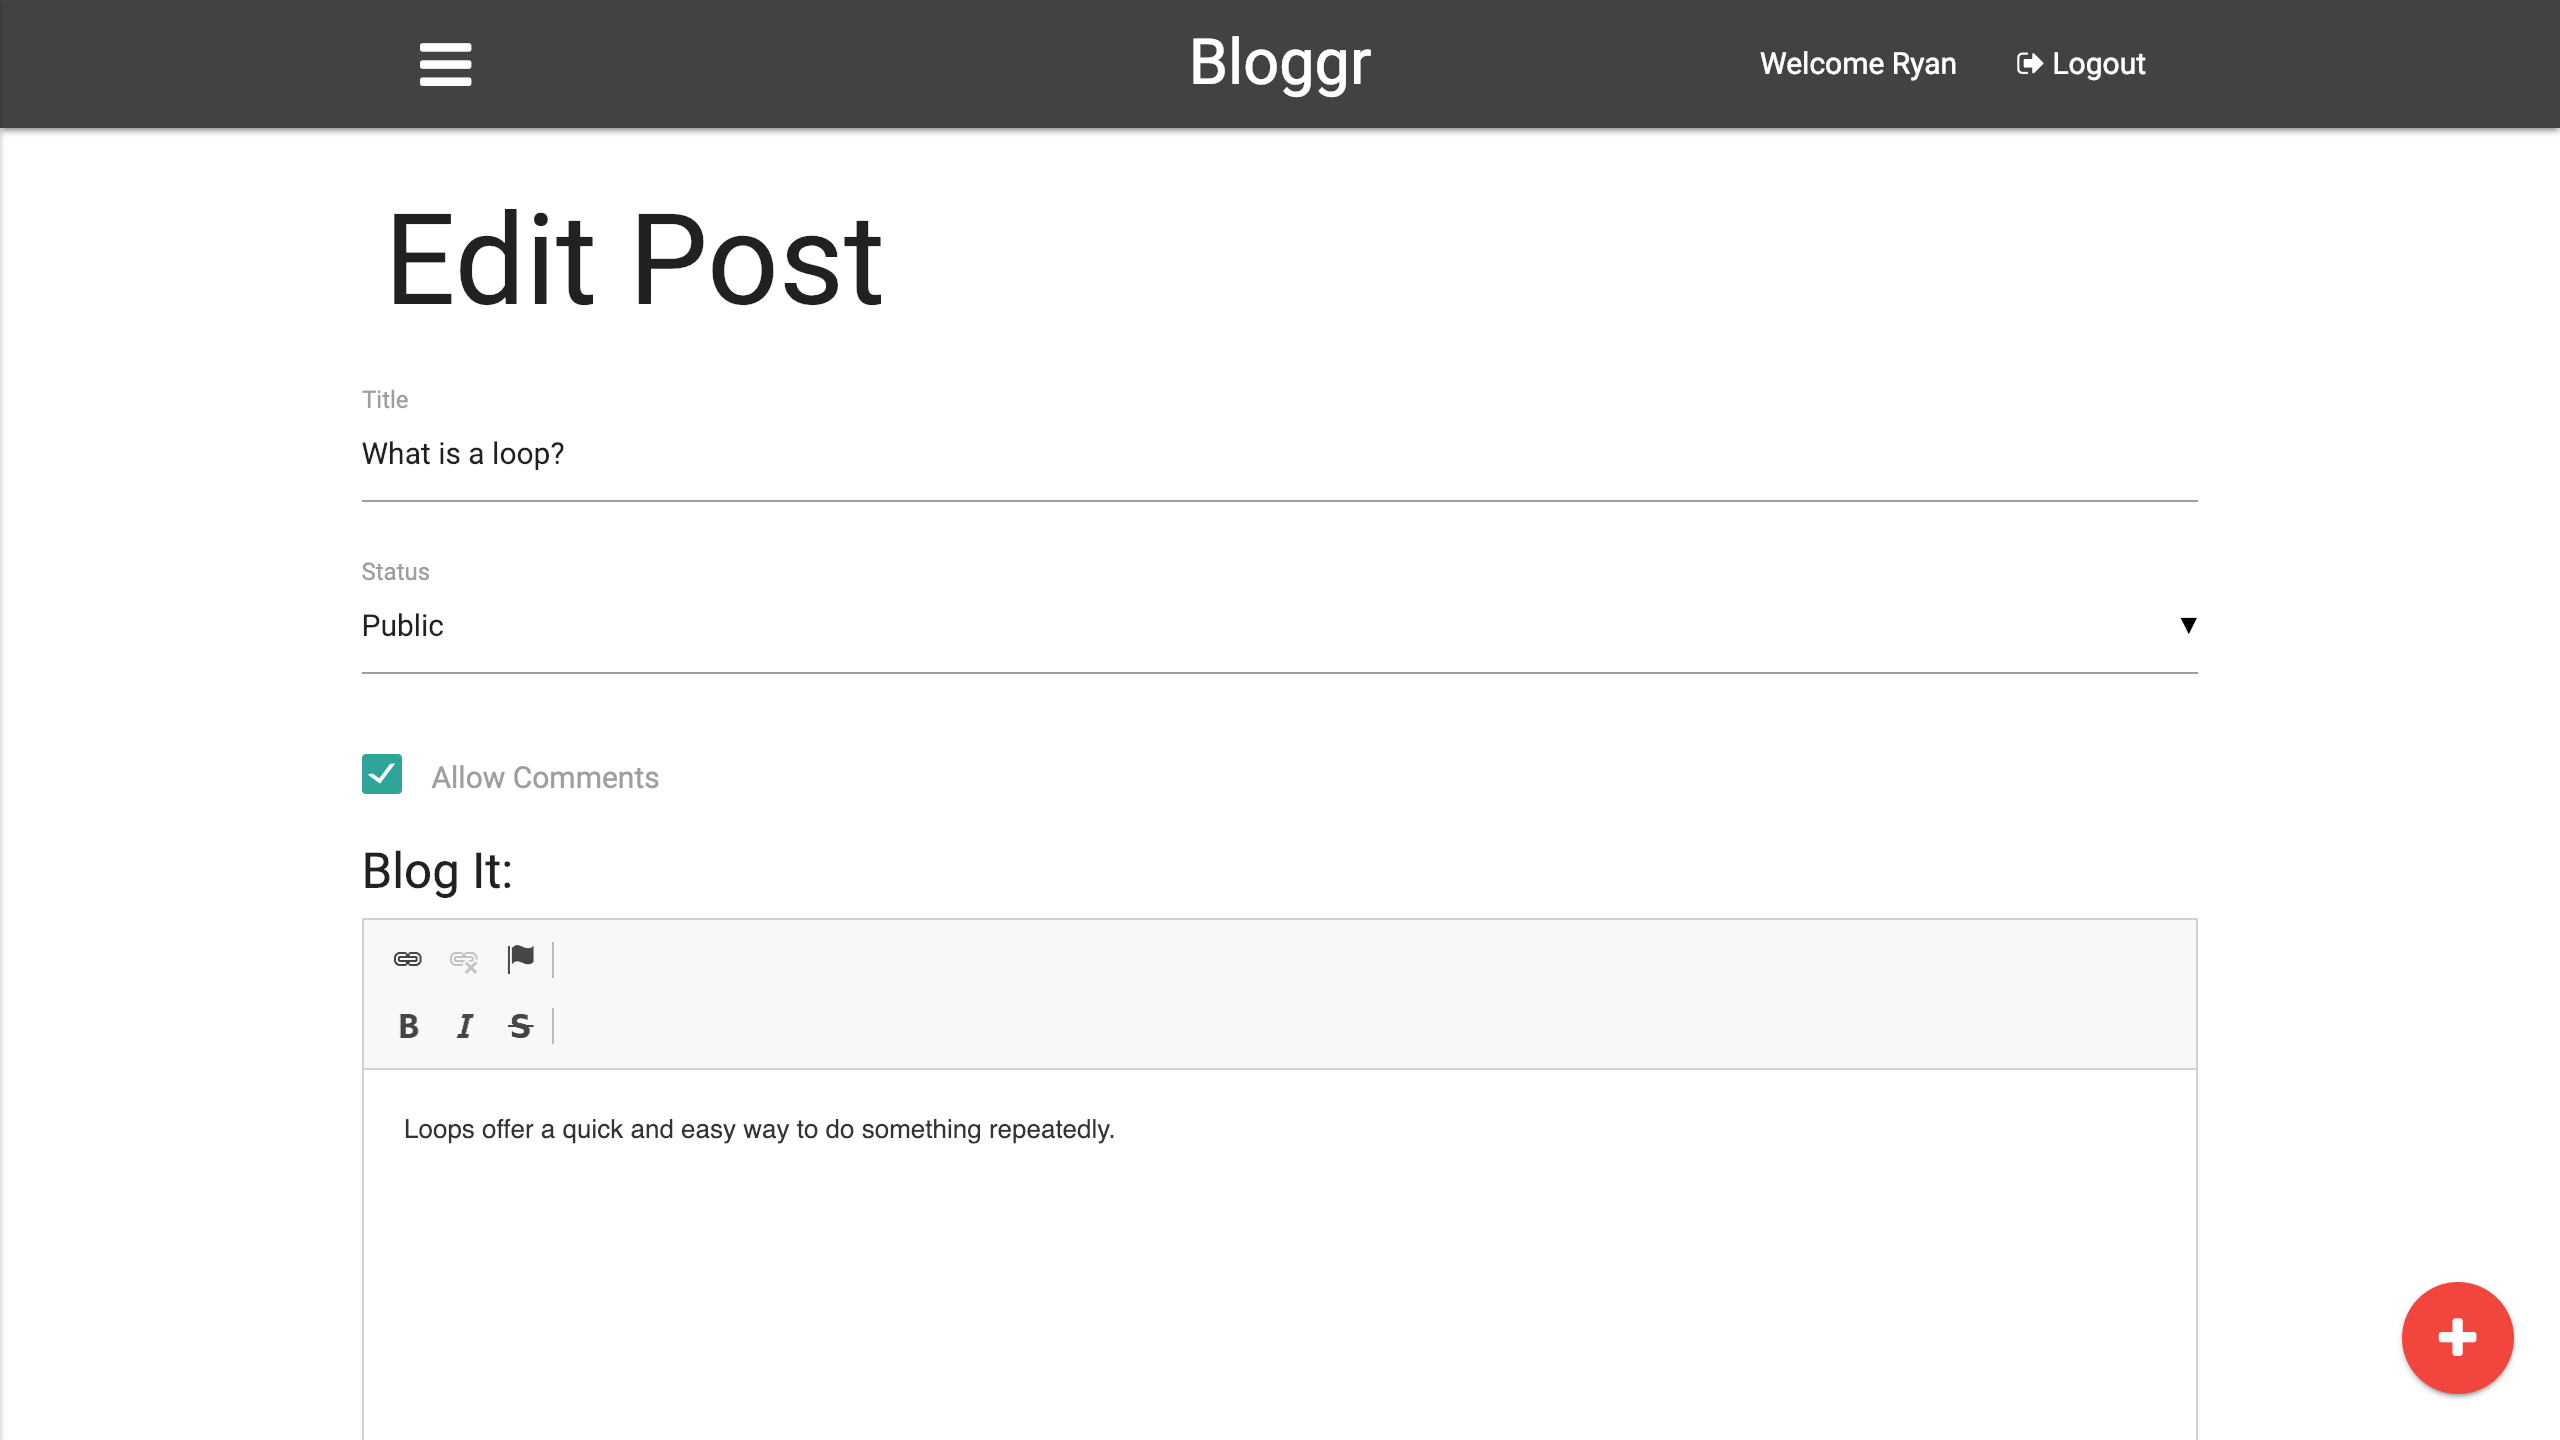 Bloggr
Welcome Ryan
Logout
Edit Post
Title
What is a loop?
Status
Public
Allow Comments
Blog It:
B I S
Loops offer a quick and easy way to do something repeatedly.